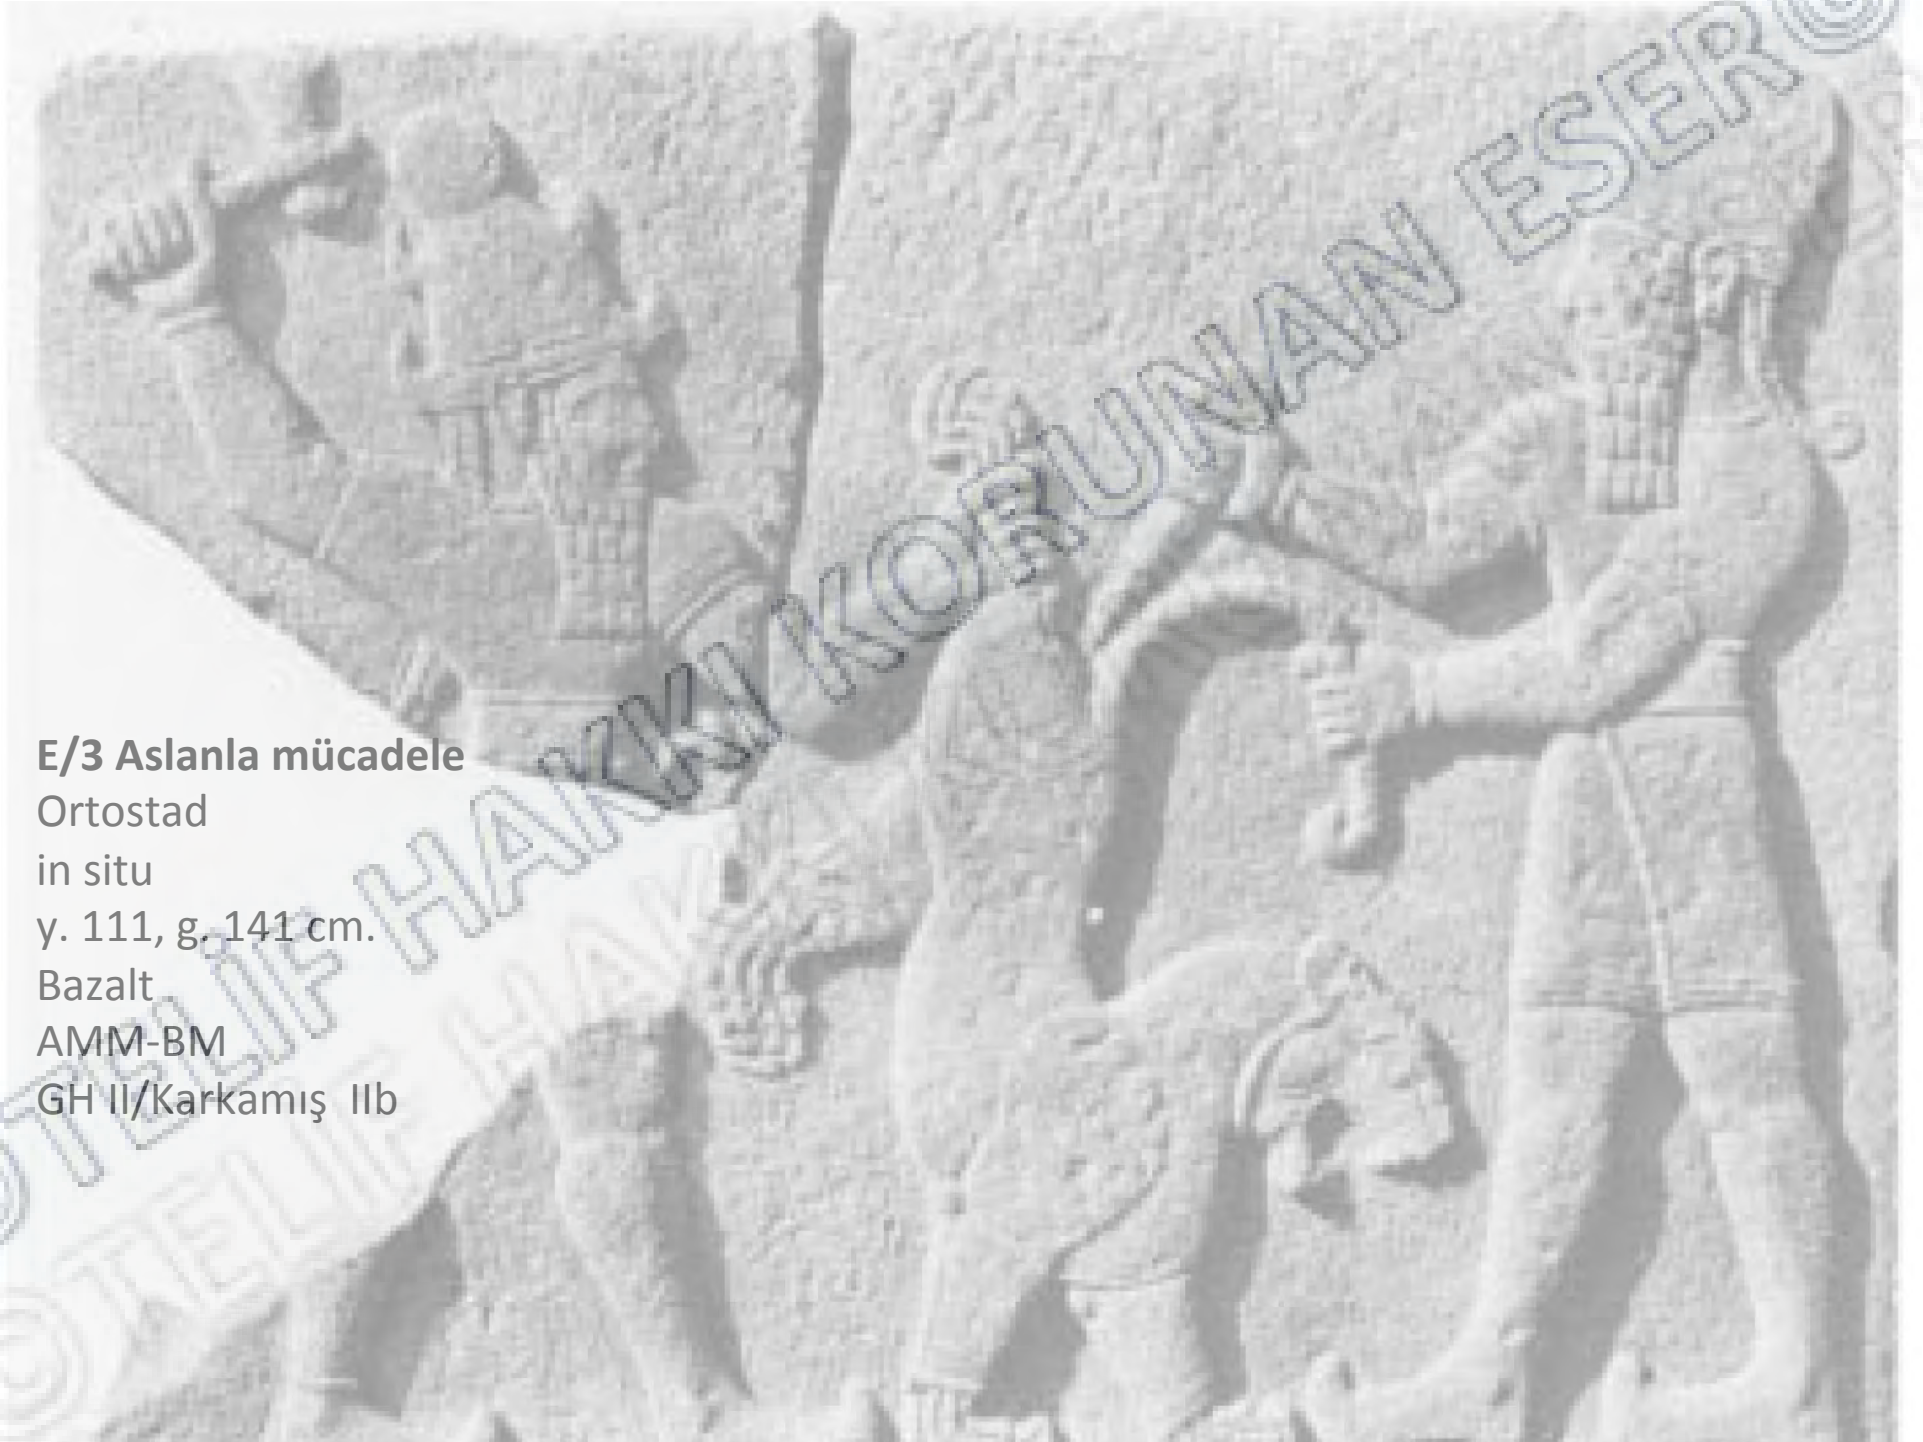 E/3 Aslanla mücadele
Ortostad
in situ
y. 111, g. 141 cm.
Bazalt
AMM-BM
GH II/Karkamış IIb
©TELİF HAKKI KORUNAN ESER©
©TELİF HAK